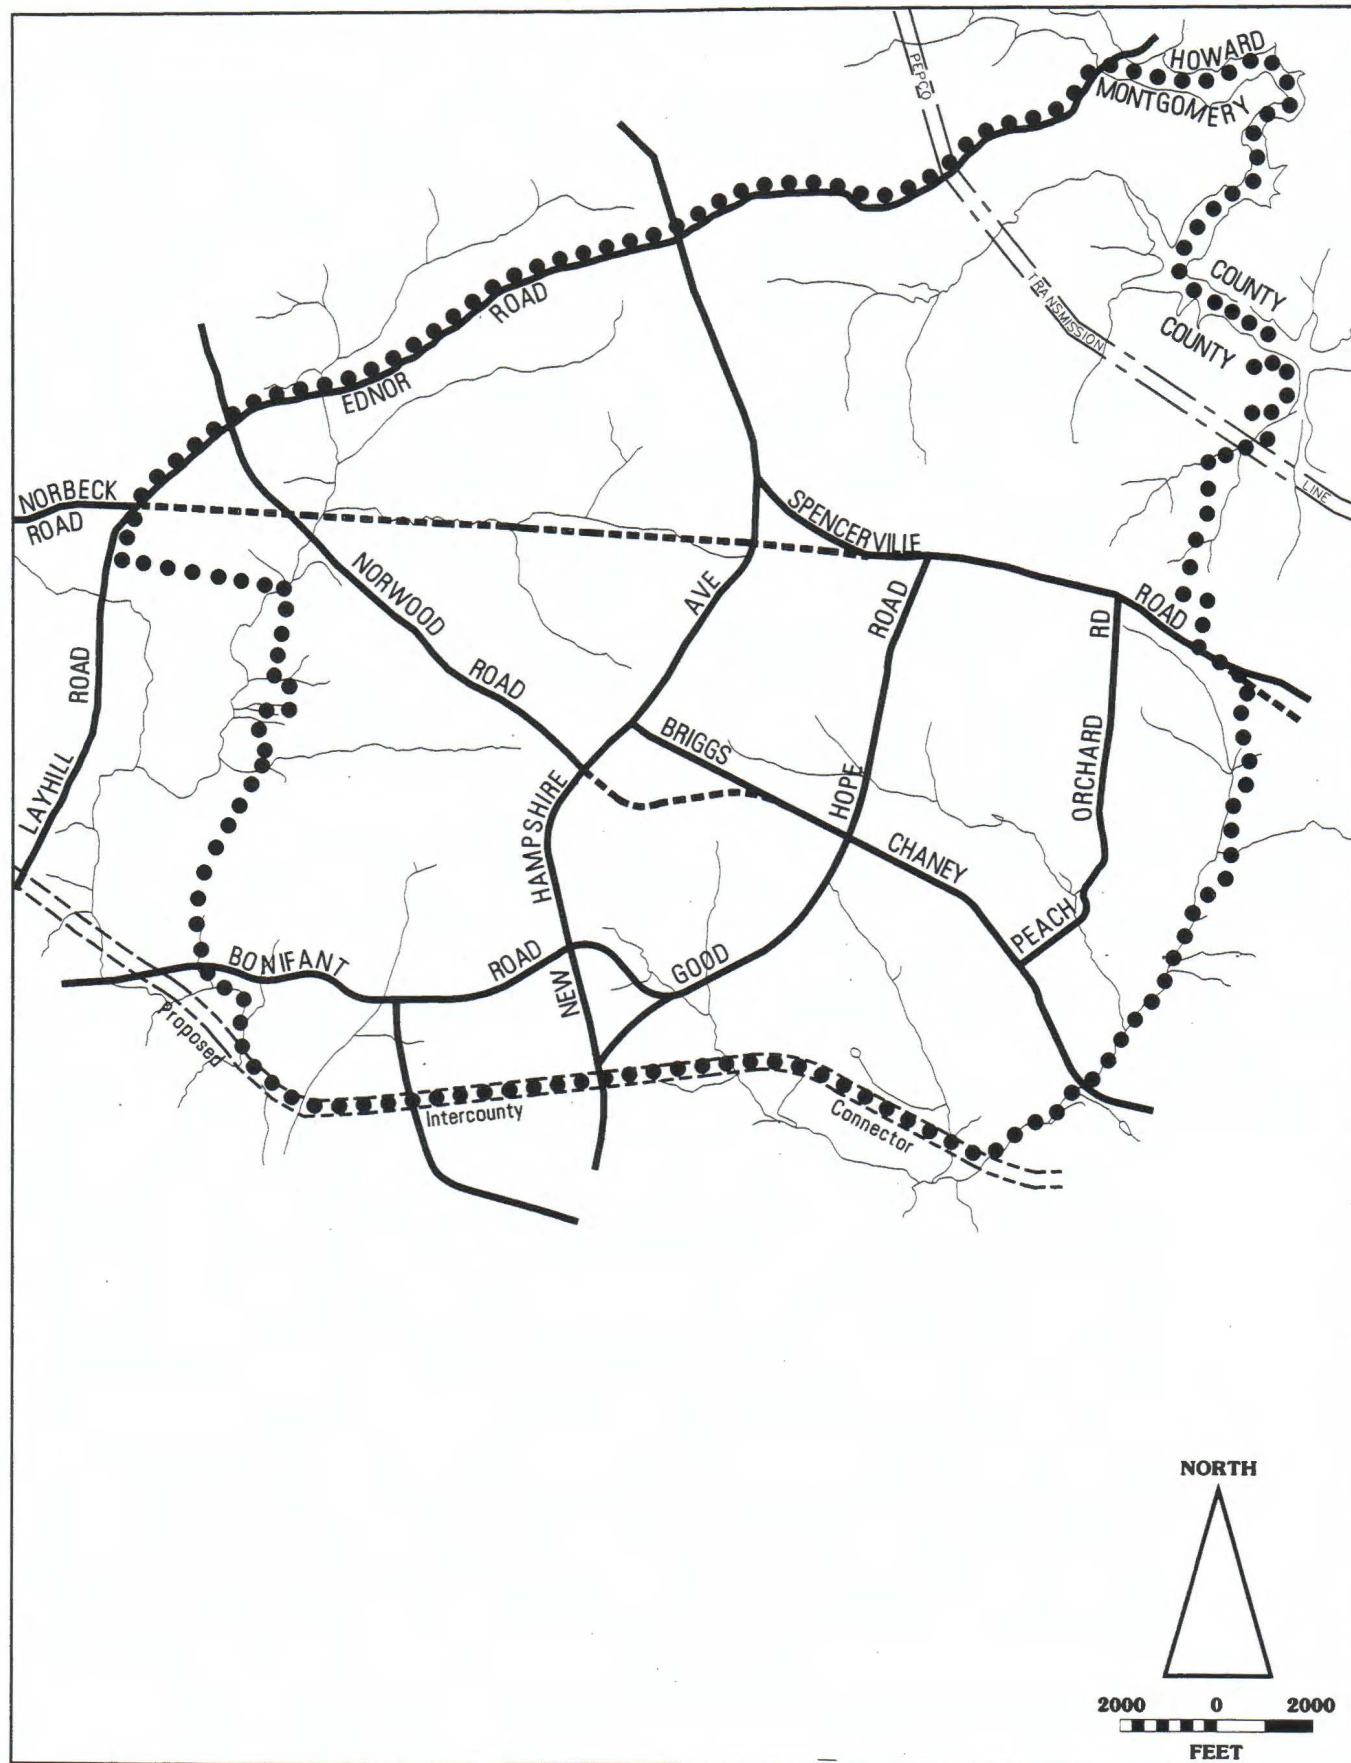 PEPCO
HOWARD
MONTGOMERY
TRANSMISSION
COUNTY
COUNTY
ROAD
EDNOR
NORBECK
ROAD
LINE
SPENCERVILLE
NORWOOD
ROAD
AVE
ROAD
RD
ROAD
ROAD
BRIGGS
ORCHARD
LAYHILL
HAMPSHIRE
HOPE
CHANEY
PEACH
BONIFANT
ROAD
GOOD
NEW
Proposed
Intercounty
Connector
NORTH
2000 0 2000
FEET